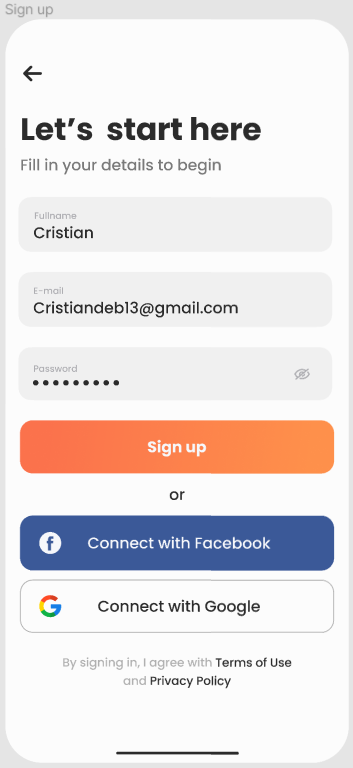 Sign up
Let's  start here
Fill in your details to begin
Fullname
Cristian
E-mail
Cristiandeb13@gmail.com
Password
Sign up
or
Connect with Facebook
Connect with Google
By signing in, I agree with Terms of Use
and Privacy Policy